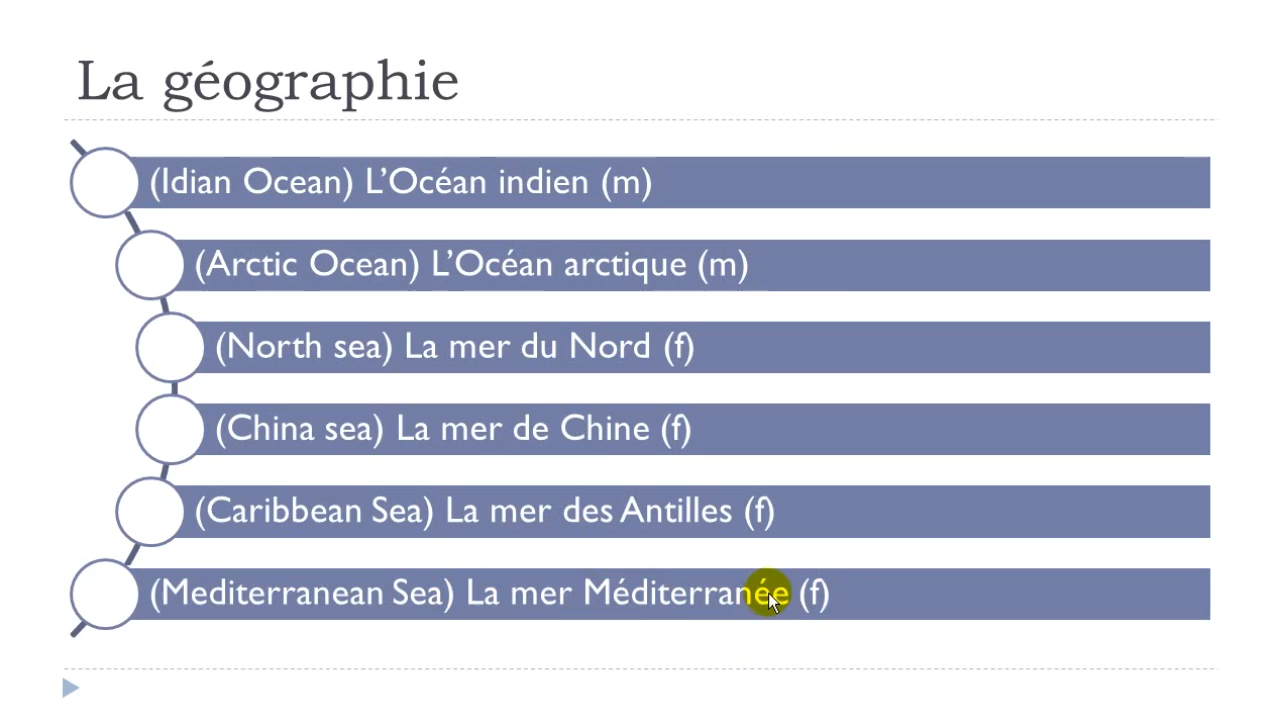 La géographie
(Idian Ocean) L’Océan indien (m)
(Arctic Ocean) L’Océan arctique (m)
(North sea) La mer du Nord (f)
(China sea) La mer de Chine (f)
(Caribbean Sea) La mer des Antilles (f)
(Mediterranean Sea) La mer Méditerranée (f)